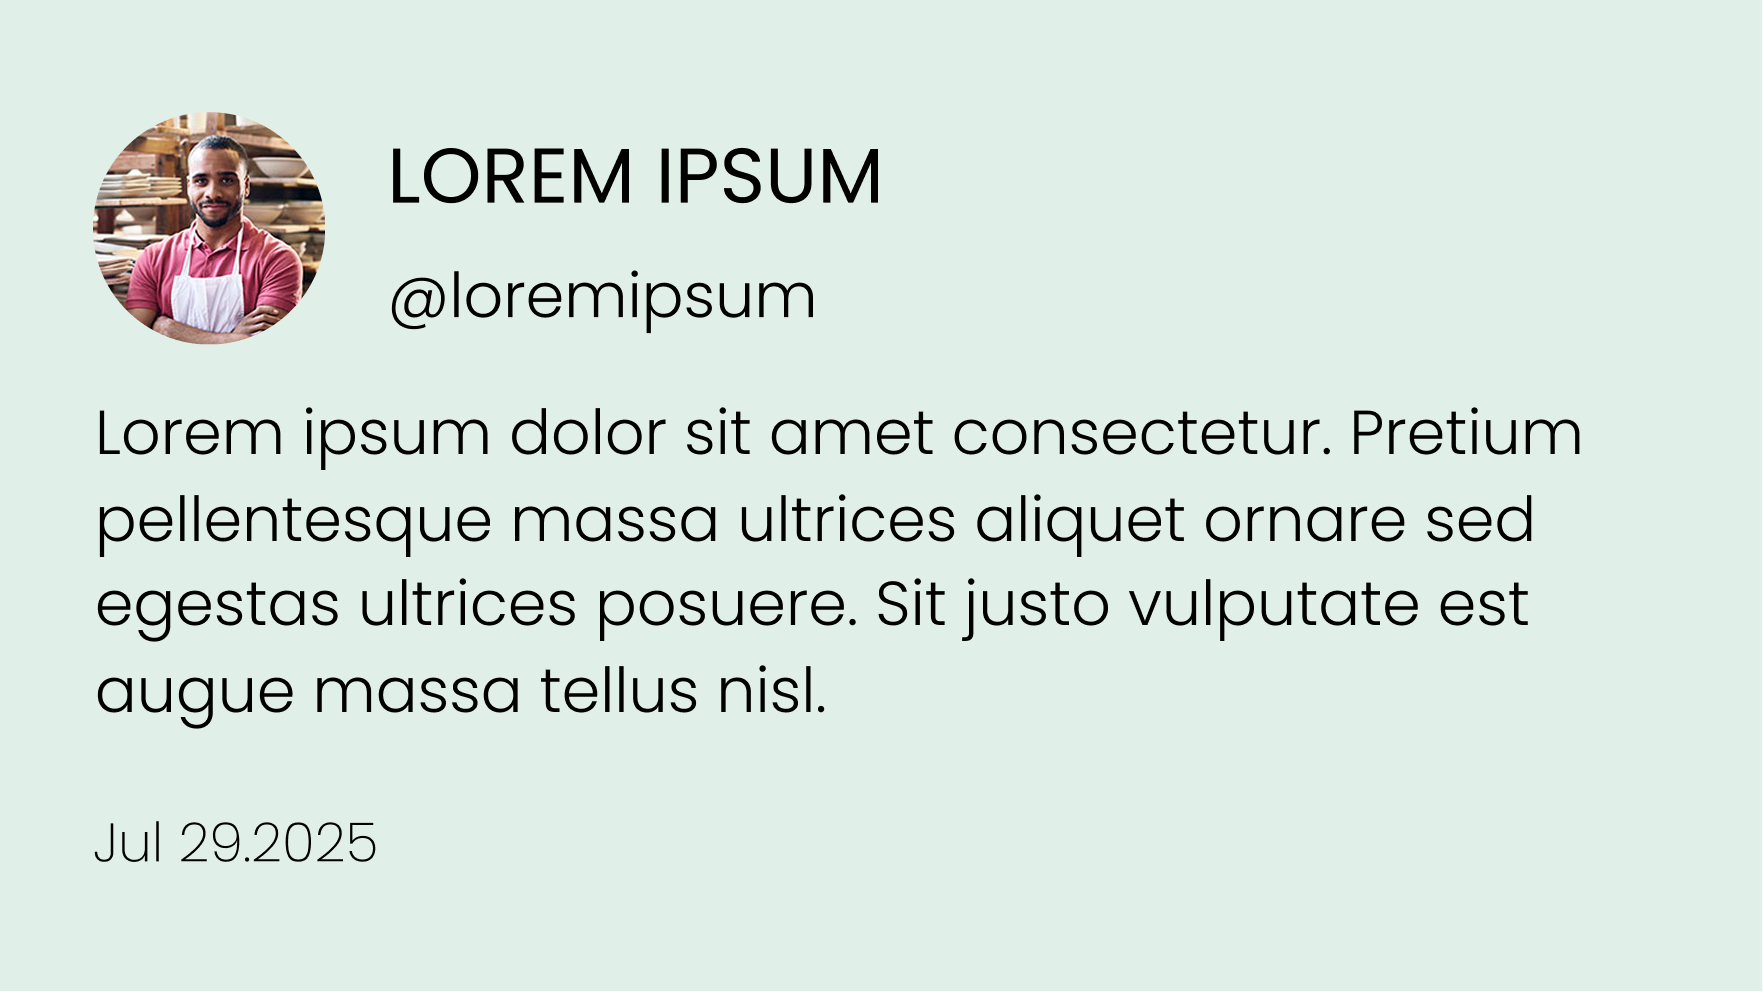 LOREM IPSUM
@loremipsum
Lorem ipsum dolor sit amet consectetur. Pretium
pellentesque massa ultrices aliquet ornare sed
egestas ultrices posuere. Sit justo vulputate est
augue massa tellus nisl.
Jul 29.2025